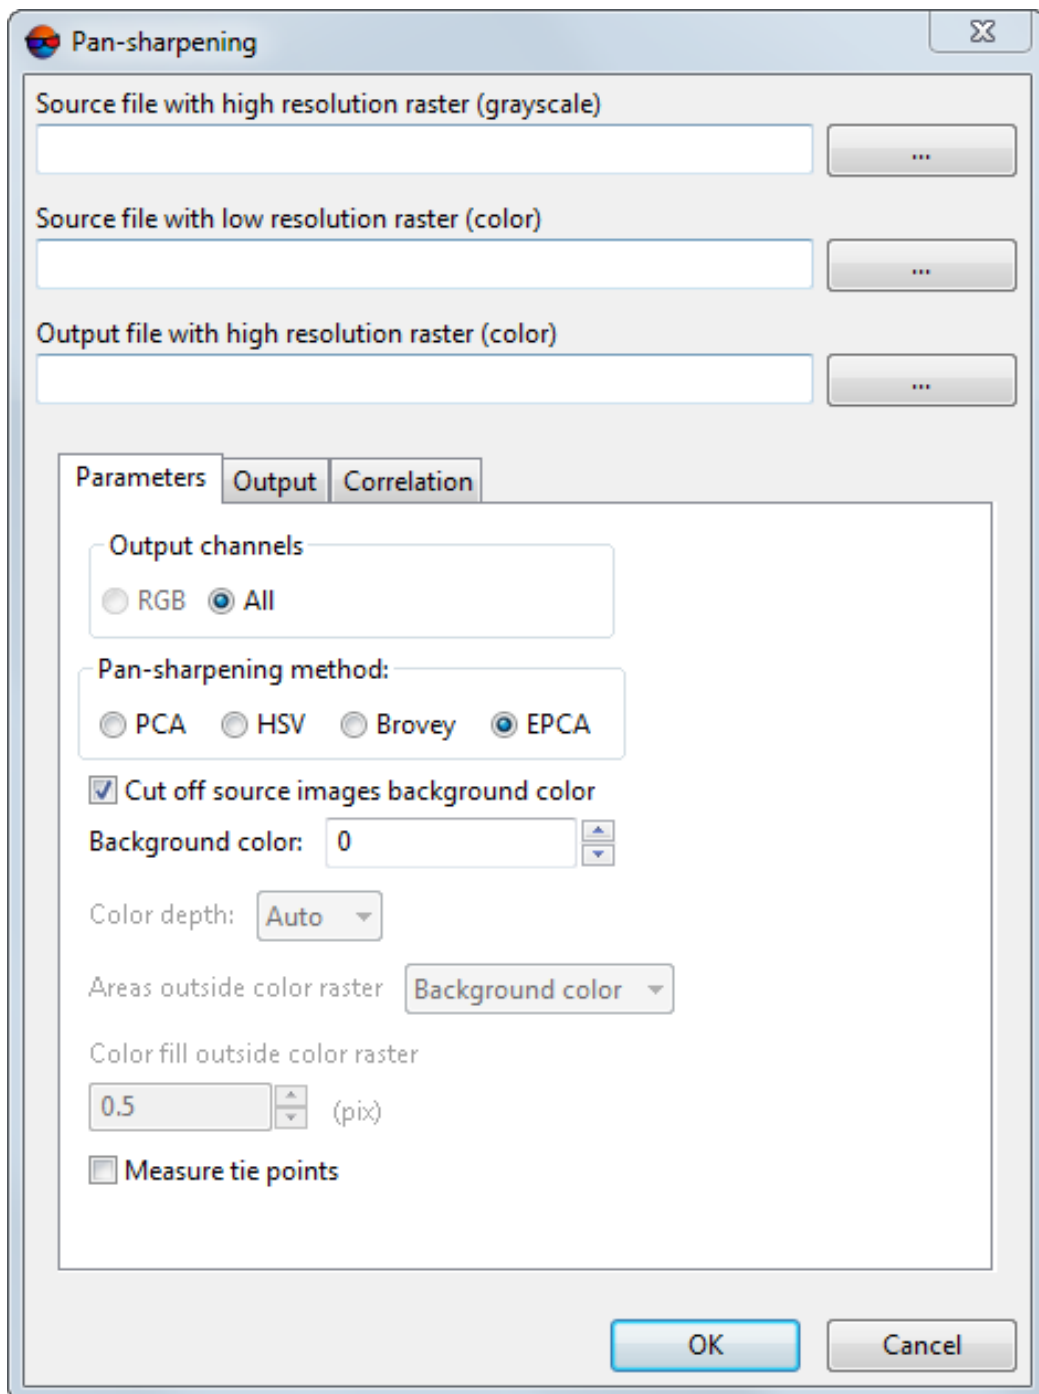 Pan-sharpening
Source file with high resolution raster (grayscale)
...
Source file with low resolution raster (color)
...
Output file with high resolution raster (color)
...
Parameters Output Correlation
Output channels
RGB All
Pan-sharpening method:
PCA HSV Brovey EPCA
Cut off source images background color
Background color: 0
Color depth: Auto
Areas outside color raster Background color
Color fill outside color raster
0.5 (pix)
Measure tie points
OK Cancel